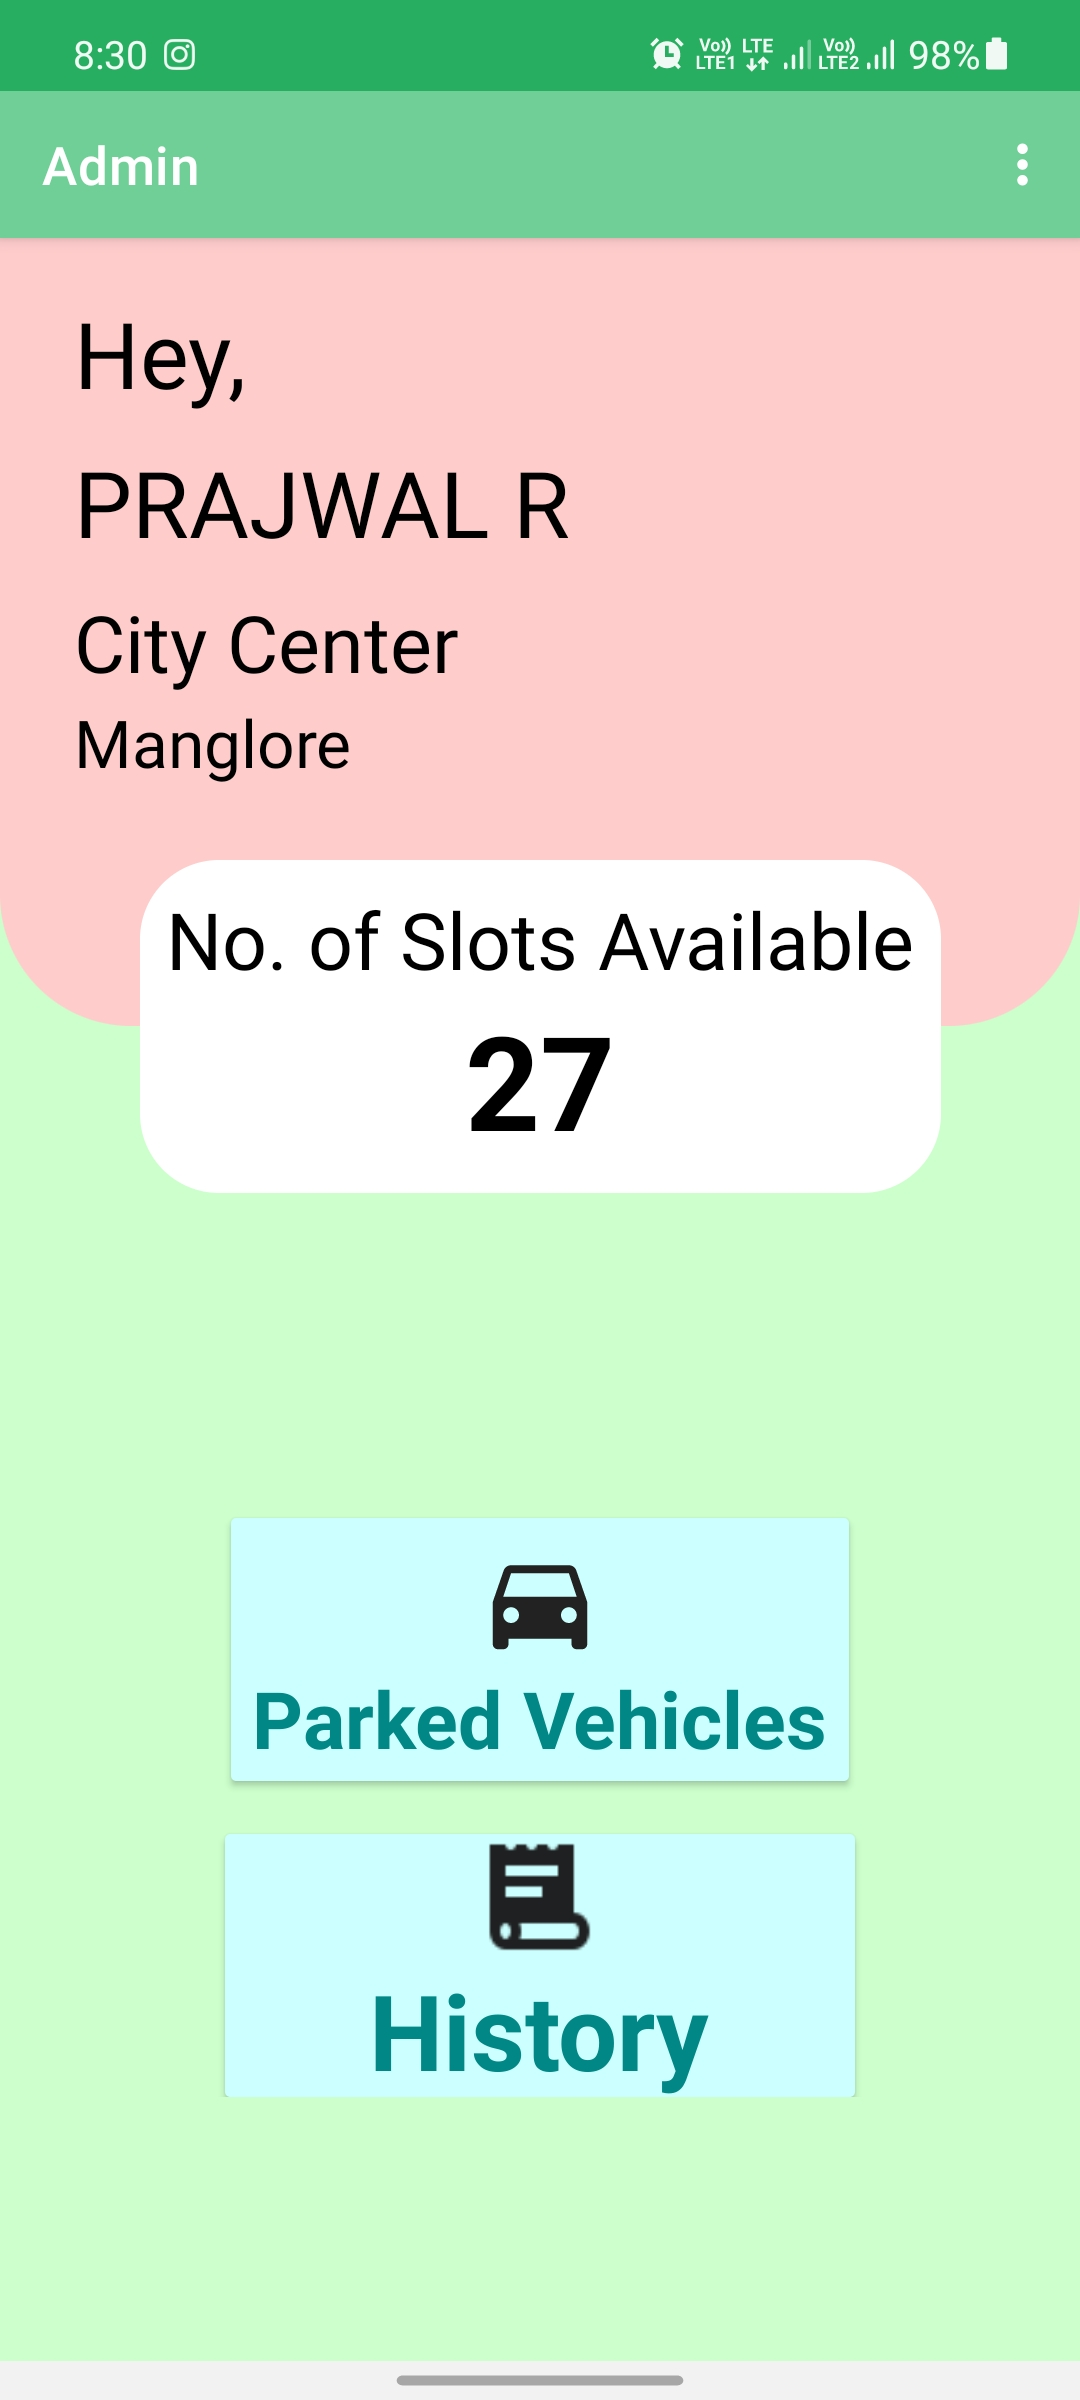 8:30 Vo)) LTE1 LTE Vo)) LTE2 98%
Admin
Hey,
PRAJWAL R
City Center
Manglore
No. of Slots Available
27
Parked Vehicles
History